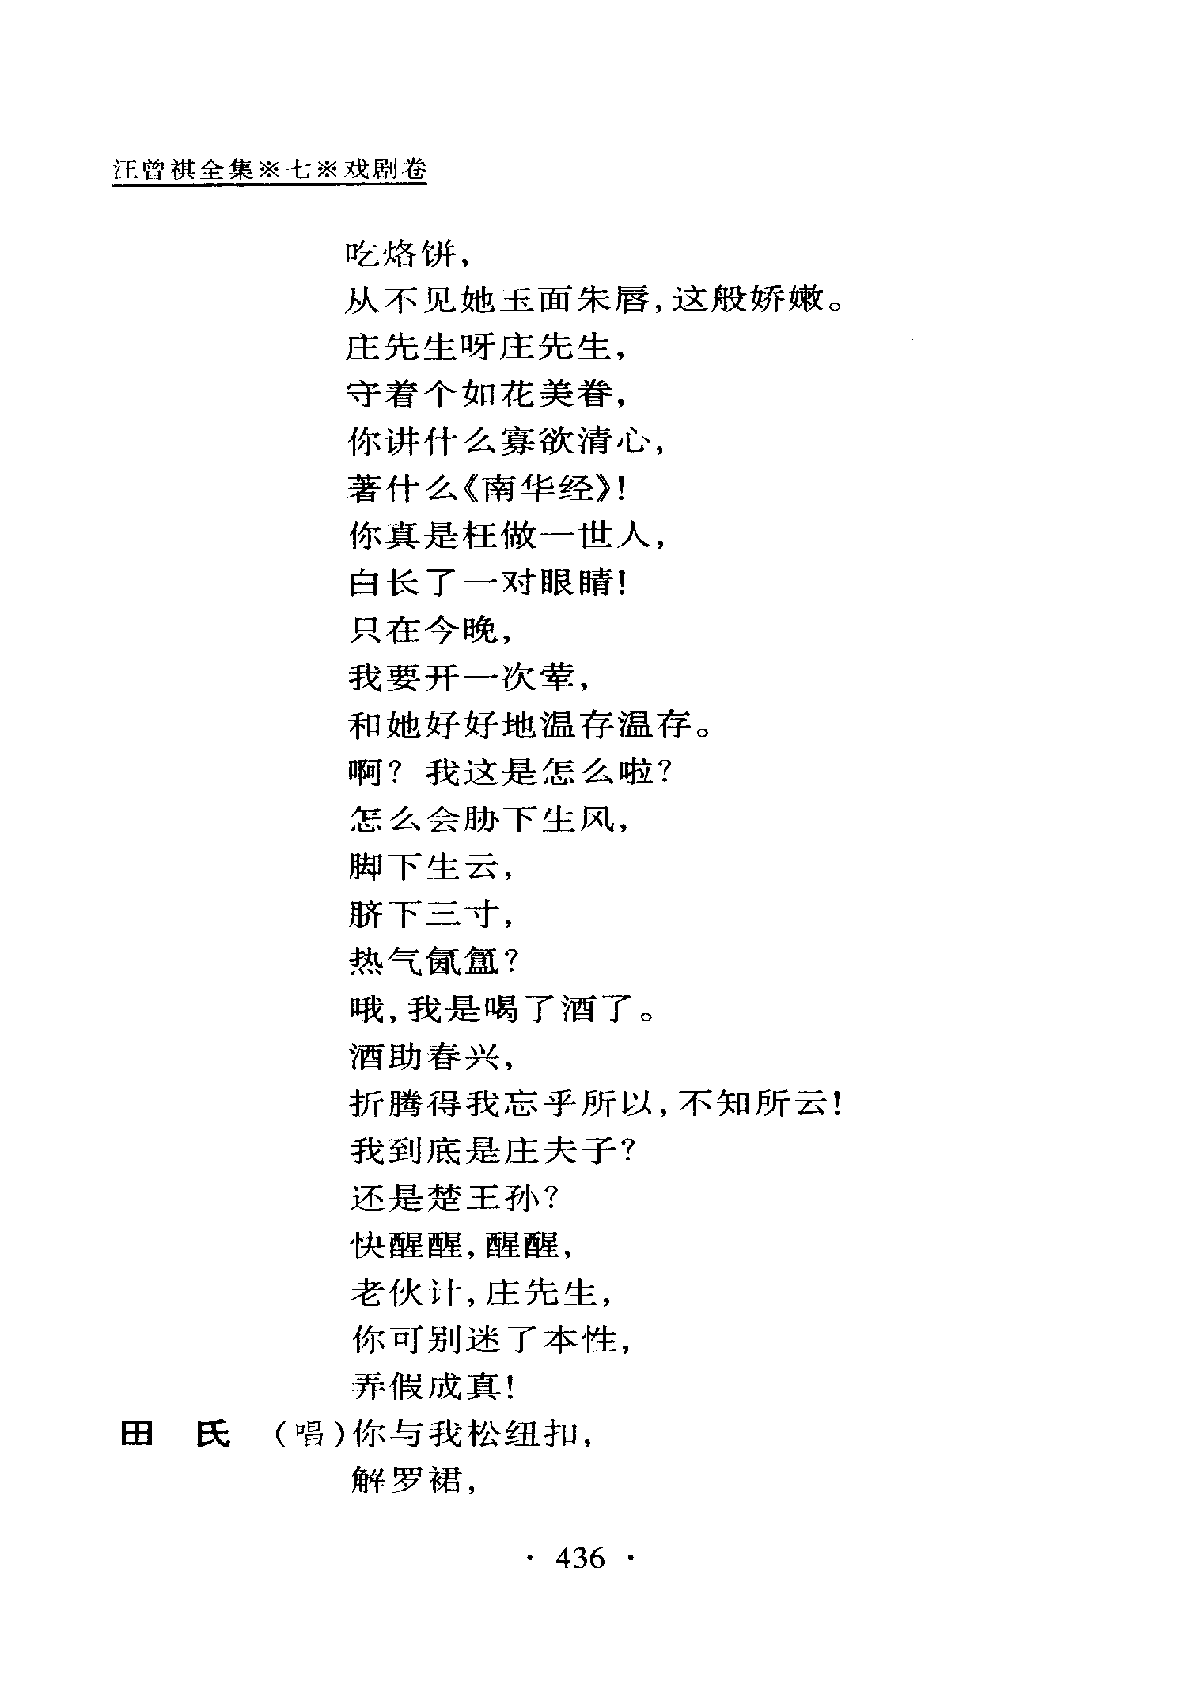 汪曾祺全集※七※戏剧卷
吃烙饼，
从不见她玉面朱唇，这般娇嫩。
庄先生呀庄先生，
守着个如花美眷，
你讲什么寡欲清心，
著什么《南华经》！
你真是枉做一世人，
白长了一对眼睛！
只在今晚，
我要开一次荤，
和她好好地温存温存。
啊？我这是怎么啦？
怎么会胁下生风，
脚下生云，
脐下三寸，
热气氤氲？
哦，我是喝了酒了。
酒助春兴，
折腾得我忘乎所以，不知所云！
我到底是庄夫子？
还是楚王孙？
快醒醒，醒醒，
老伙计，庄先生，
你可别迷了本性，
弄假成真！
田　氏　（唱）你与我松纽扣，
解罗裙，
· 436 ·